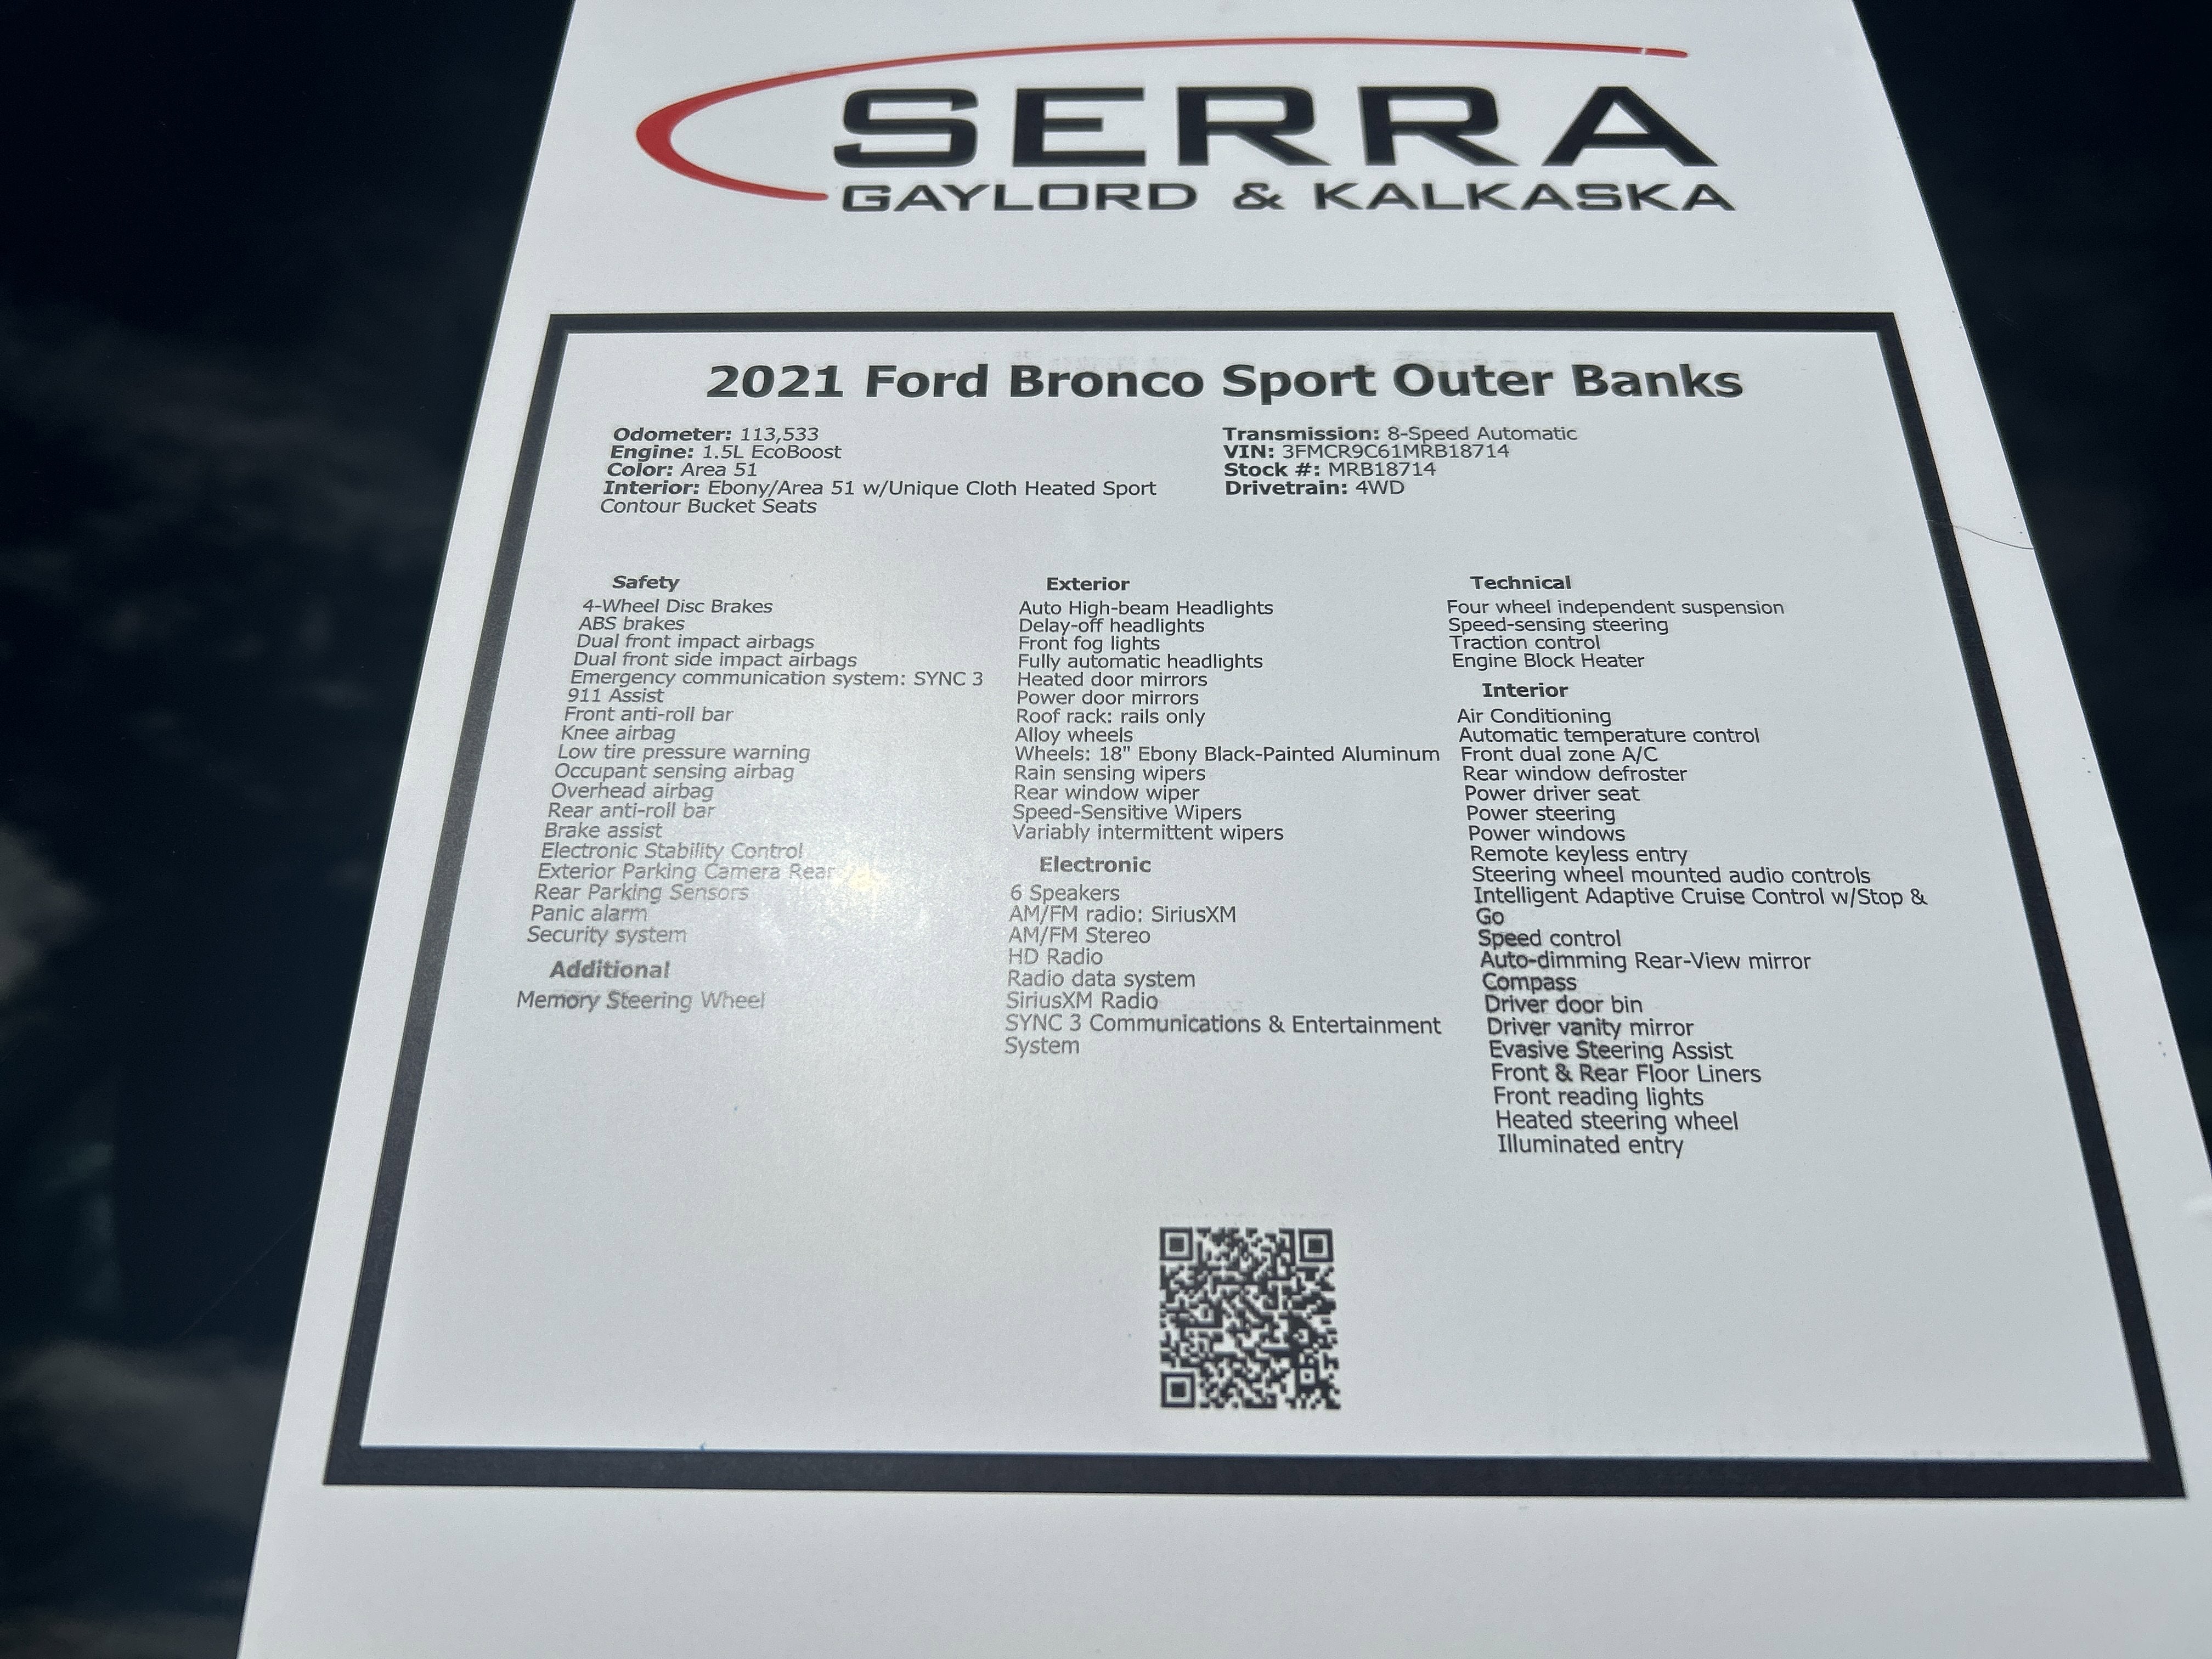 SERRA
GAYLORD & KALKASKA
2021 Ford Bronco Sport Outer Banks
Odometer: 113,533
Engine: 1.5L EcoBoost
Color: Area 51
Interior: Ebony/Area 51 w/Unique Cloth Heated Sport
Contour Bucket Seats
Transmission: 8-Speed Automatic
VIN: 3FMCR9C61MRB18714
Stock #: MRB18714
Drivetrain: 4WD
Safety
4-Wheel Disc Brakes
ABS brakes
Dual front impact airbags
Dual front side impact airbags
Emergency communication system: SYNC 3
911 Assist
Front anti-roll bar
Knee airbag
Low tire pressure warning
Occupant sensing airbag
Overhead airbag
Rear anti-roll bar
Brake assist
Electronic Stability Control
Exterior Parking Camera Rear
Rear Parking Sensors
Panic alarm
Security system
Additional
Memory Steering Wheel
Exterior
Auto High-beam Headlights
Delay-off headlights
Front fog lights
Fully automatic headlights
Heated door mirrors
Power door mirrors
Roof rack: rails only
Alloy wheels
Wheels: 18" Ebony Black-Painted Aluminum
Rain sensing wipers
Rear window wiper
Speed-Sensitive Wipers
Variably intermittent wipers
Electronic
6 Speakers
AM/FM radio: SiriusXM
AM/FM Stereo
HD Radio
Radio data system
SiriusXM Radio
SYNC 3 Communications & Entertainment
System
Technical
Four wheel independent suspension
Speed-sensing steering
Traction control
Engine Block Heater
Interior
Air Conditioning
Automatic temperature control
Front dual zone A/C
Rear window defroster
Power driver seat
Power steering
Power windows
Remote keyless entry
Steering wheel mounted audio controls
Intelligent Adaptive Cruise Control w/Stop &
Go
Speed control
Auto-dimming Rear-View mirror
Compass
Driver door bin
Driver vanity mirror
Evasive Steering Assist
Front & Rear Floor Liners
Front reading lights
Heated steering wheel
Illuminated entry